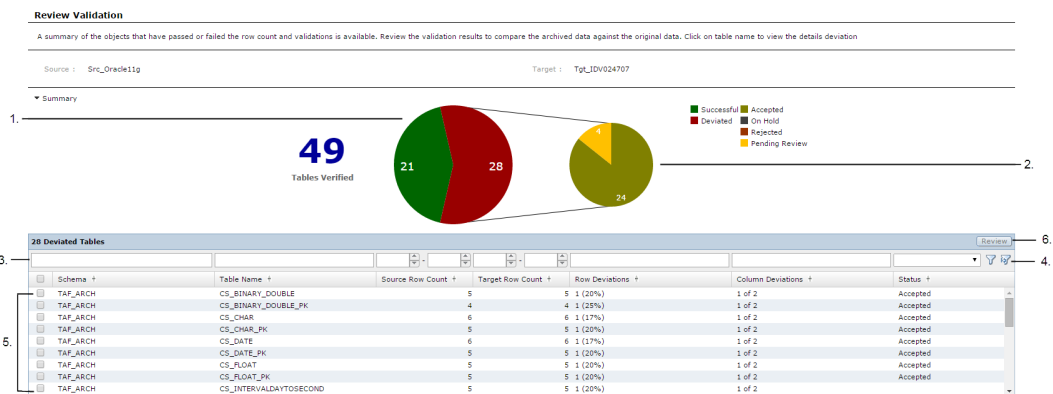 Review Validation
A summary of the objects that have passed or failed the row count and validations is available. Review the validation results to compare the archived data against the original data. Click on table name to view the details deviation
Source : Src_Oracle11g Target : Tgt_IDV024707
Summary
1.
Successful Accepted
Deviated On Hold
Rejected
Pending Review
49
Tables Verified
21 28
4
24
2.
28 Deviated Tables Review
6.
3.
- -
4.
Schema Table Name Source Row Count Target Row Count Row Deviations Column Deviations Status
TAF_ARCH CS_BINARY_DOUBLE 5 5 1 (20%) 1 of 2 Accepted
TAF_ARCH CS_BINARY_DOUBLE_PK 4 4 1 (25%) 1 of 2 Accepted
TAF_ARCH CS_CHAR 6 6 1 (17%) 1 of 2 Accepted
TAF_ARCH CS_CHAR_PK 5 5 1 (20%) 1 of 2 Accepted
5.
TAF_ARCH CS_DATE 6 6 1 (17%) 1 of 2 Accepted
TAF_ARCH CS_DATE_PK 5 5 1 (20%) 1 of 2 Accepted
TAF_ARCH CS_FLOAT 5 5 1 (20%) 1 of 2 Accepted
TAF_ARCH CS_FLOAT_PK 5 5 1 (20%) 1 of 2 Accepted
TAF_ARCH CS_INTERVALDAYTOSECOND 5 5 1 (20%) 1 of 2